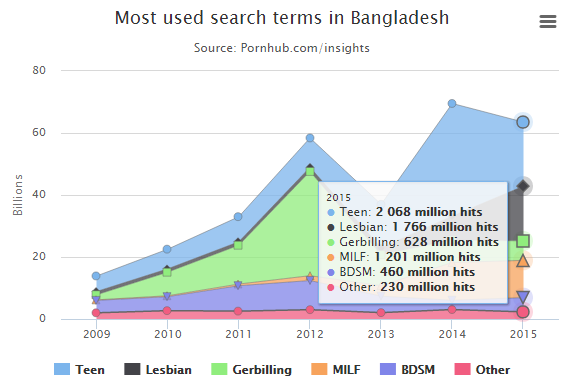 Most used search terms in Bangladesh
Source: Pornhub.com/insights
80
60
40
20
0
Billions
2015
Teen: 2 068 million hits
Lesbian: 1 766 million hits
Gerbilling: 628 million hits
MILF: 1 201 million hits
BDSM: 460 million hits
Other: 230 million hits
2009 2010 2011 2012 2013 2014 2015
Teen Lesbian Gerbilling MILF BDSM Other